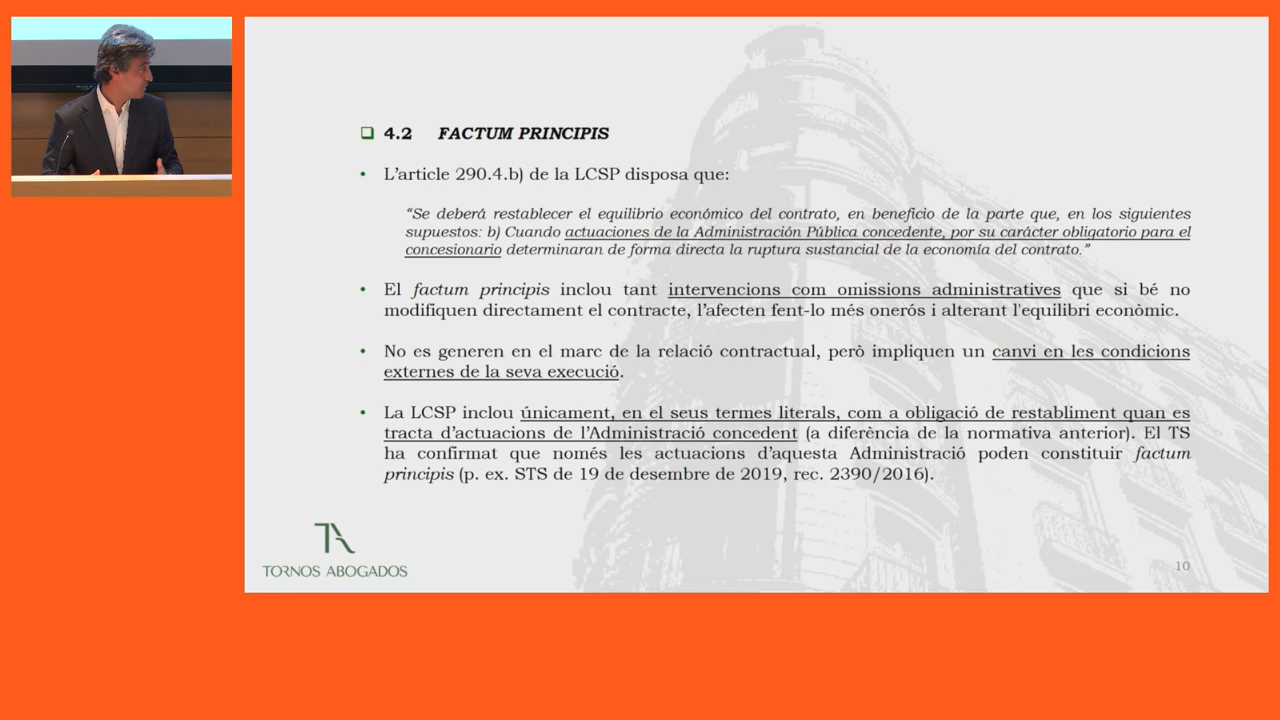 4.2 FACTUM PRINCIPIS
• L'article 290.4.b) de la LCSP disposa que:
“Se deberá restablecer el equilibrio económico del contrato, en beneficio de la parte que, en los siguientes
supuestos: b) Cuando actuaciones de la Administración Pública concedente, por su carácter obligatorio para el
concesionario determinaran de forma directa la ruptura sustancial de la economía del contrato.”
• El factum principis inclou tant intervencions com omissions administratives que si bé no
modifiquen directament el contracte, l'afecten fent-lo més onerós i alterant l'equilibri econòmic.
• No es generen en el marc de la relació contractual, però impliquen un canvi en les condicions
externes de la seva execució.
• La LCSP inclou únicament, en el seus termes literals, com a obligació de restabliment quan es
tracta d'actuacions de l'Administració concedent (a diferència de la normativa anterior). El TS
ha confirmat que només les actuacions d'aquesta Administració poden constituir factum
principis (p. ex. STS de 19 de desembre de 2019, rec. 2390/2016).
TA
TORNOS ABOGADOS
10